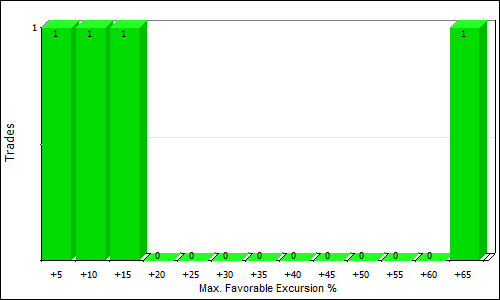 1
1 1 1 1
Trades
0 0 0 0 0 0 0 0 0
+5 +10 +15 +20 +25 +30 +35 +40 +45 +50 +55 +60 +65
Max. Favorable Excursion %